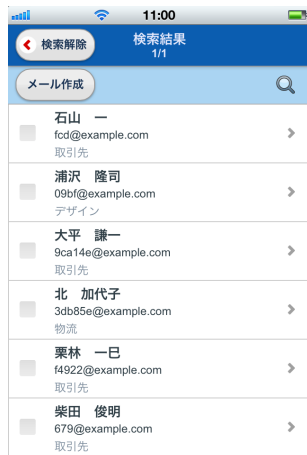 11:00
検索解除
検索結果
1/1
メール作成
石山　一
fcd@example.com
取引先
浦沢　隆司
09bf@example.com
デザイン
大平　謙一
9ca14e@example.com
取引先
北　加代子
3db85e@example.com
物流
栗林　一巳
f4922@example.com
取引先
柴田　俊明
679@example.com
取引先